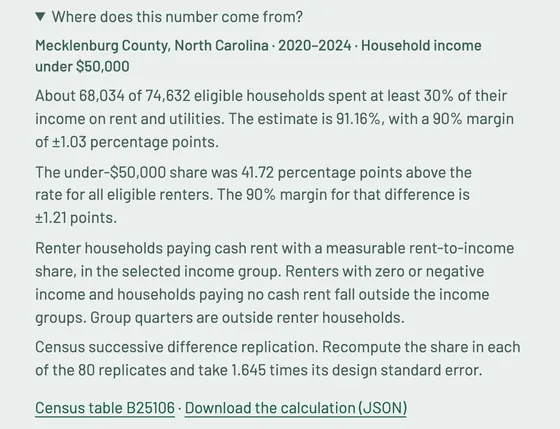 ▼ Where does this number come from?
Mecklenburg County, North Carolina · 2020–2024 · Household income
under $50,000
About 68,034 of 74,632 eligible households spent at least 30% of their
income on rent and utilities. The estimate is 91.16%, with a 90% margin
of ±1.03 percentage points.
The under-$50,000 share was 41.72 percentage points above the
rate for all eligible renters. The 90% margin for that difference is
±1.21 points.
Renter households paying cash rent with a measurable rent-to-income
share, in the selected income group. Renters with zero or negative
income and households paying no cash rent fall outside the income
groups. Group quarters are outside renter households.
Census successive difference replication. Recompute the share in each
of the 80 replicates and take 1.645 times its design standard error.
Census table B25106 · Download the calculation (JSON)